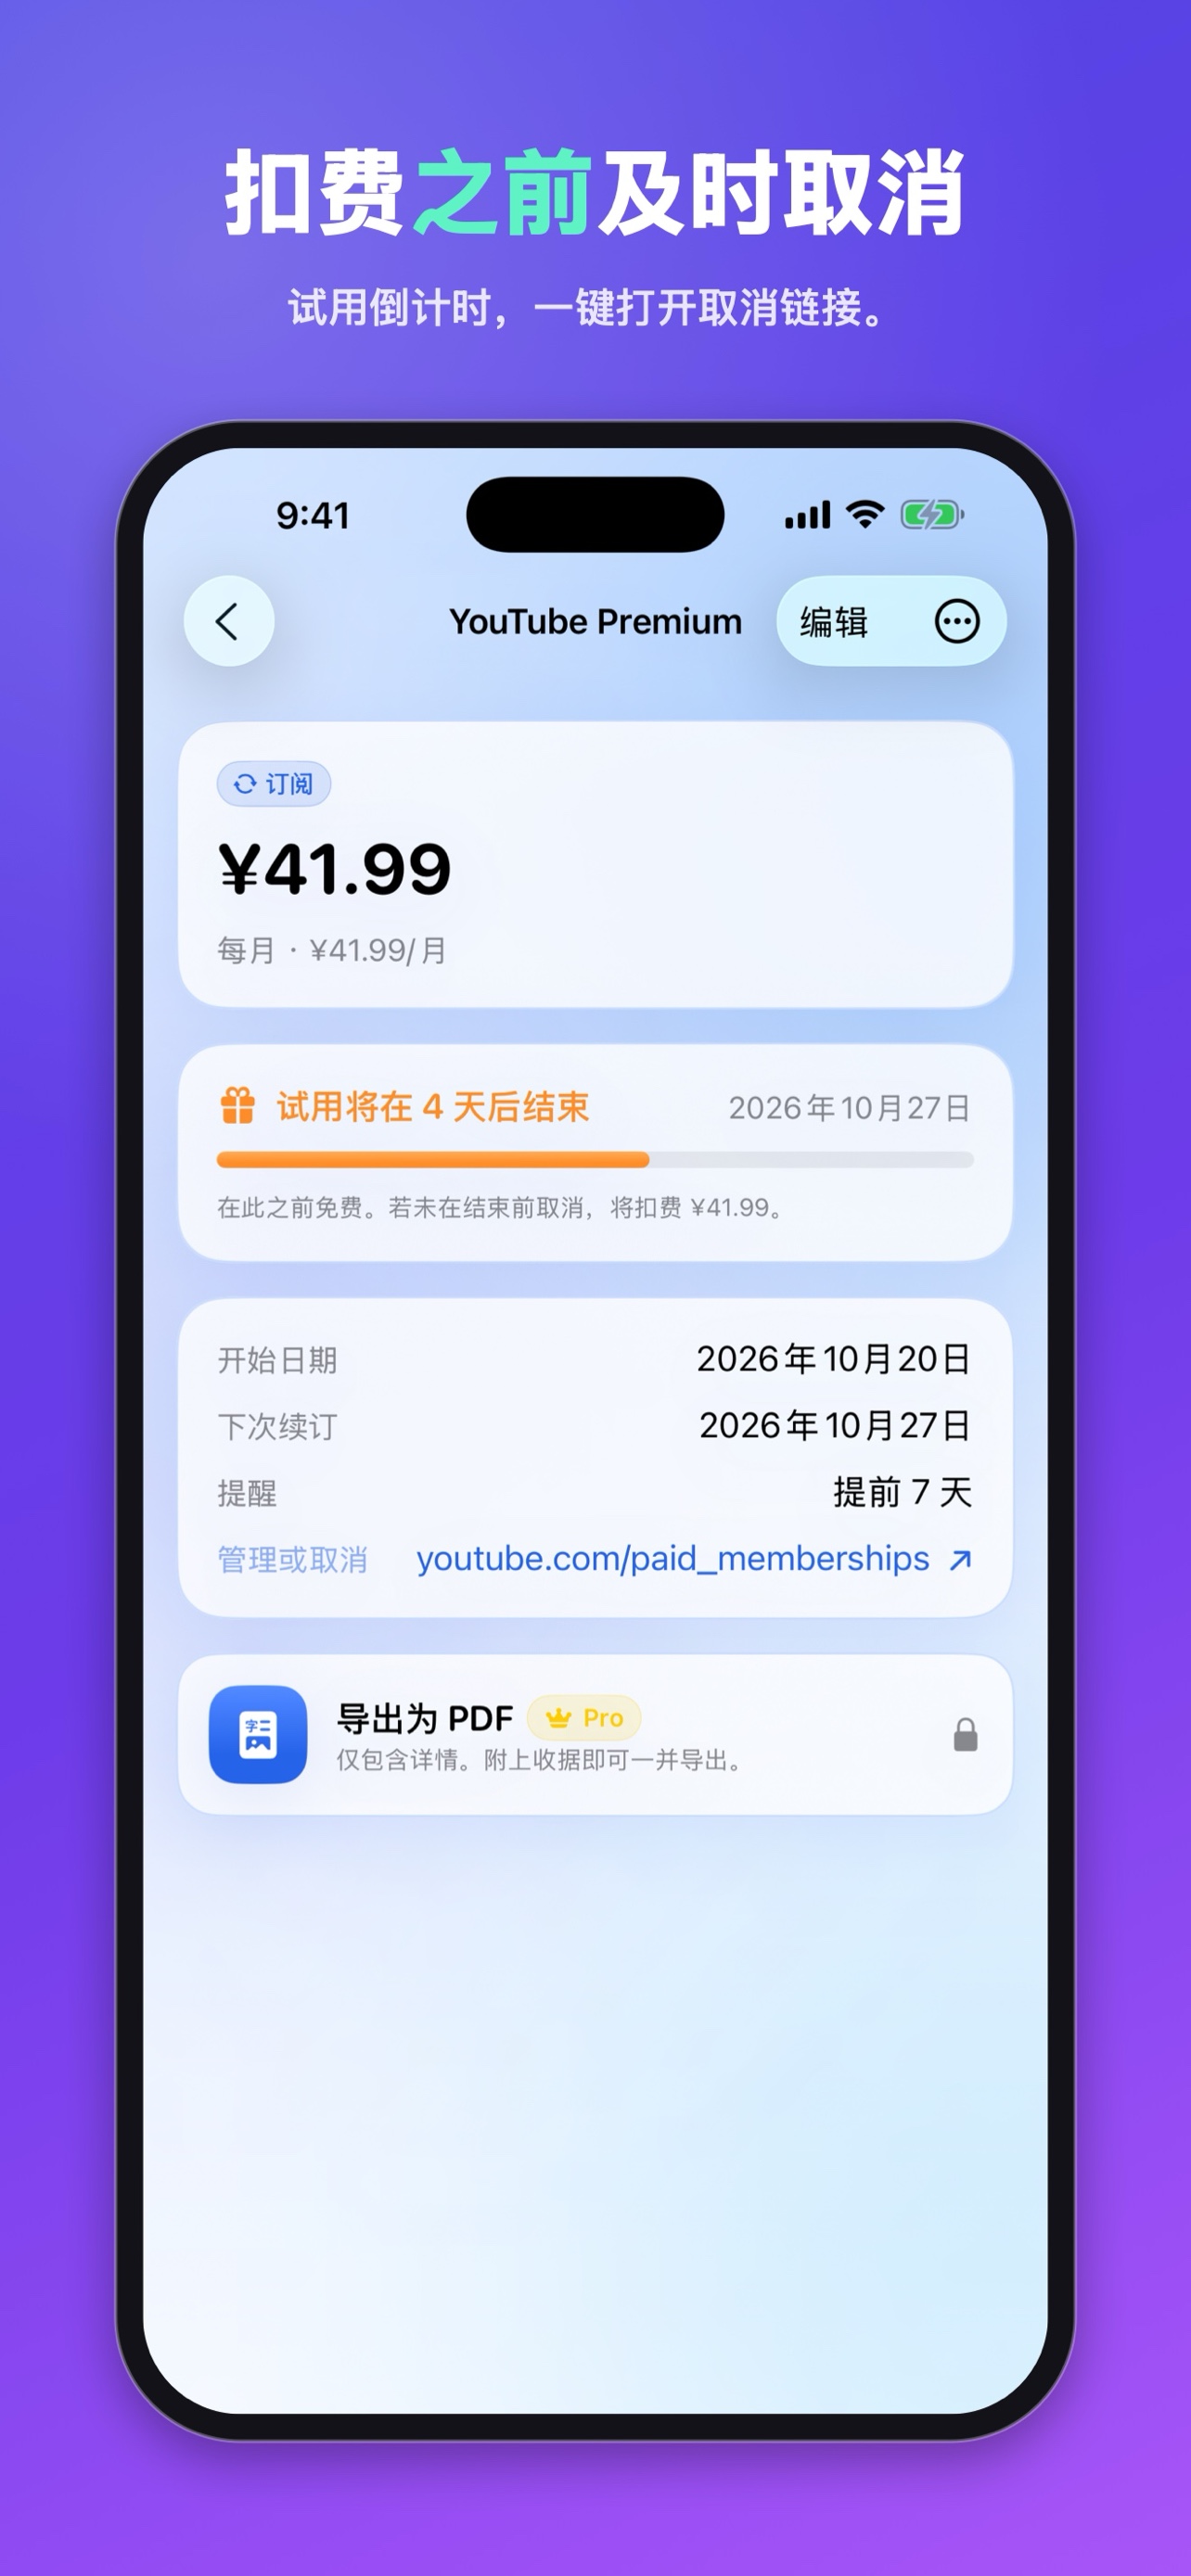 扣费之前及时取消
试用倒计时，一键打开取消链接。
9:41
YouTube Premium
编辑
订阅
¥41.99
每月 · ¥41.99/月
试用将在 4 天后结束
2026年10月27日
在此之前免费。若未在结束前取消，将扣费 ¥41.99。
开始日期 2026年10月20日
下次续订 2026年10月27日
提醒 提前 7 天
管理或取消 youtube.com/paid_memberships
导出为 PDF Pro
仅包含详情。附上收据即可一并导出。